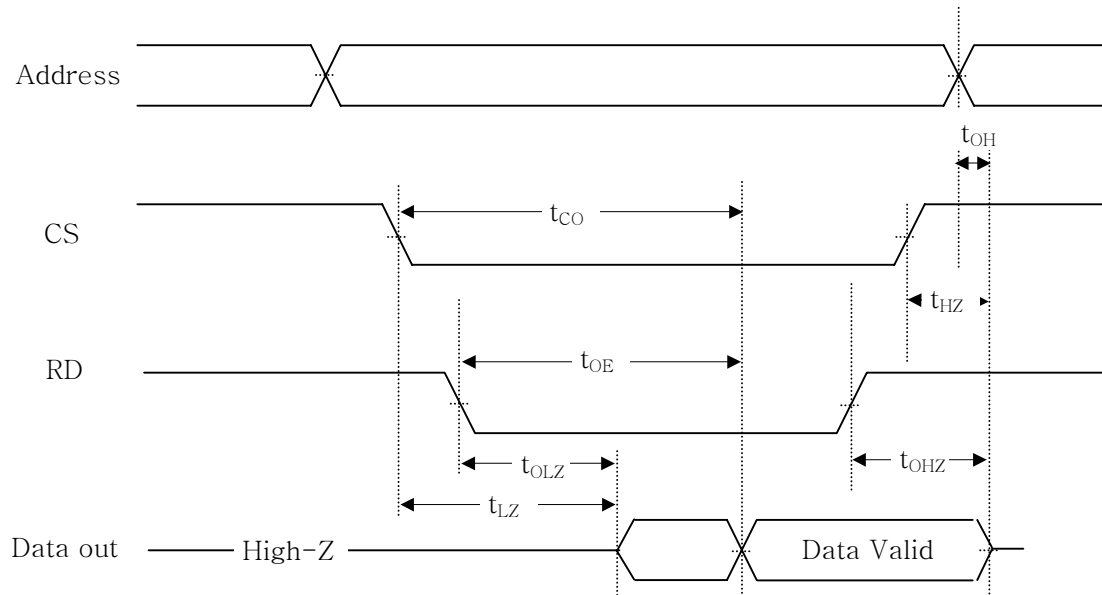 Address
tOH
CS
tCO
tHZ
RD
tOE
tOLZ
tOHZ
tLZ
Data out
High-Z
Data Valid